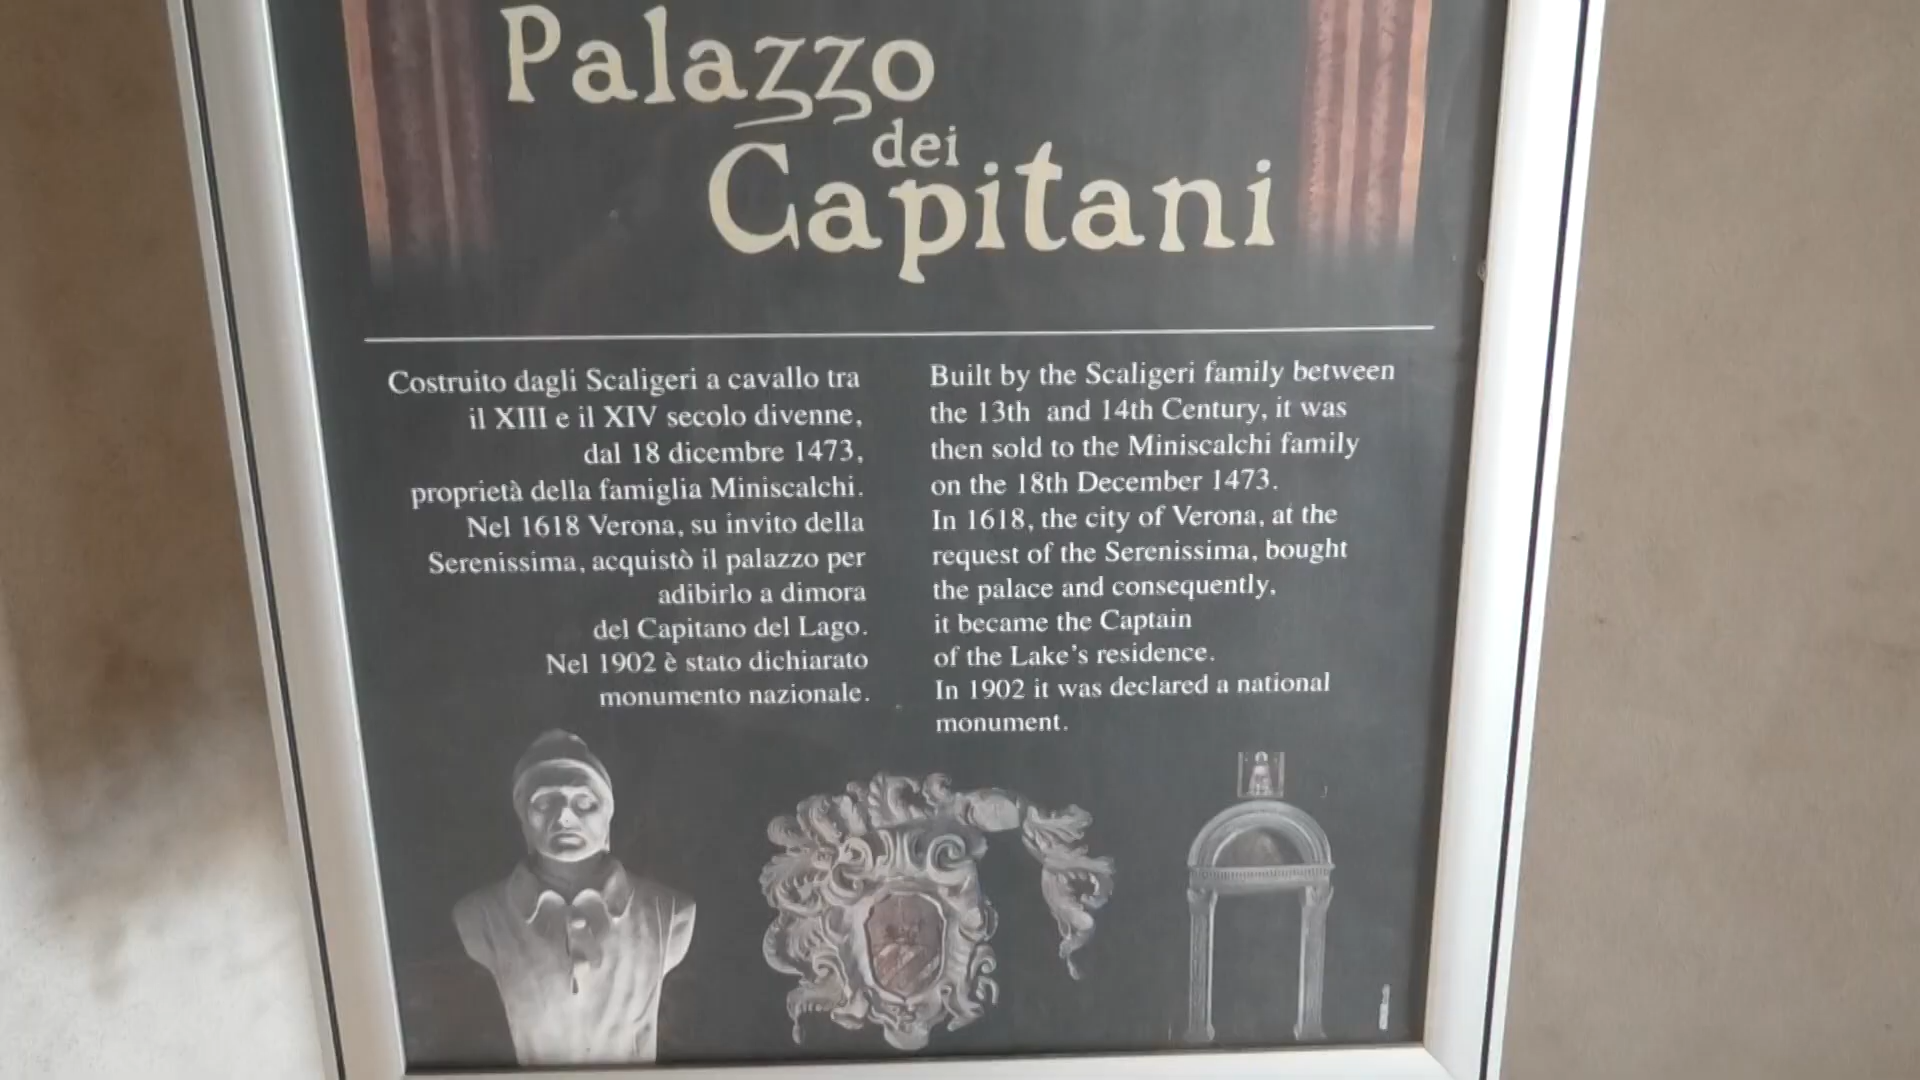 Palazzo
dei
Capitani
Costruito dagli Scaligeri a cavallo tra
il XIII e il XIV secolo divenne,
dal 18 dicembre 1473,
proprietà della famiglia Miniscalchi.
Nel 1618 Verona, su invito della
Serenissima, acquistò il palazzo per
adibirlo a dimora
del Capitano del Lago.
Nel 1902 è stato dichiarato
monumento nazionale.
Built by the Scaligeri family between
the 13th and 14th Century, it was
then sold to the Miniscalchi family
on the 18th December 1473.
In 1618, the city of Verona, at the
request of the Serenissima, bought
the palace and consequently,
it became the Captain
of the Lake's residence.
In 1902 it was declared a national
monument.